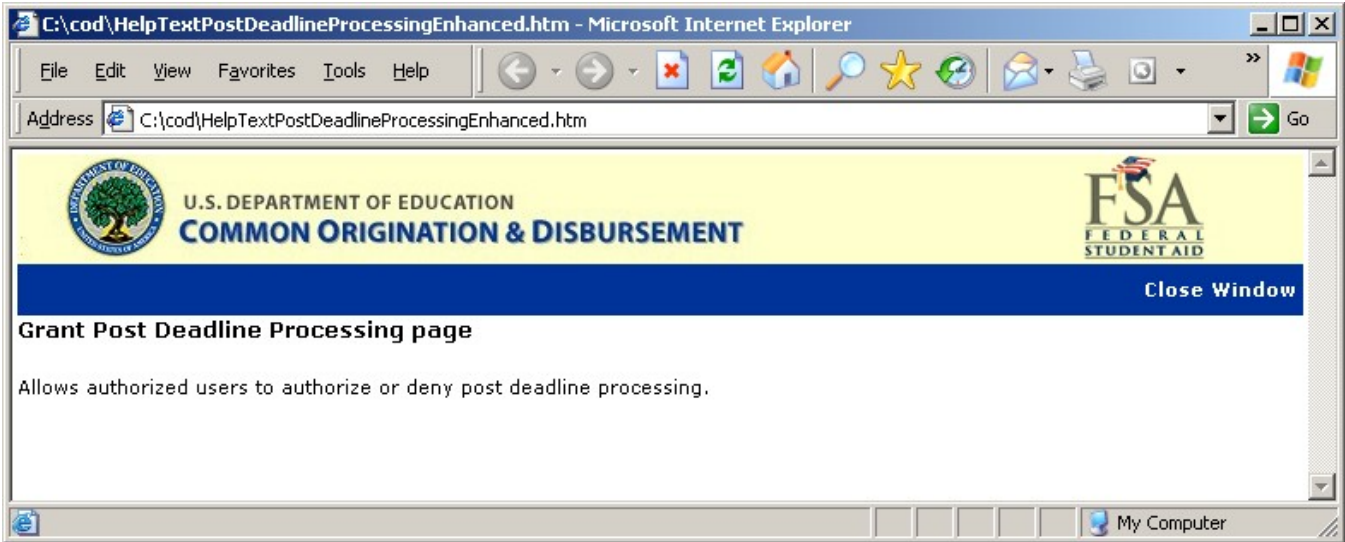 C:\cod\HelpTextPostDeadlineProcessingEnhanced.htm - Microsoft Internet Explorer
File Edit View Favorites Tools Help »
Address C:\cod\HelpTextPostDeadlineProcessingEnhanced.htm Go
U.S. DEPARTMENT OF EDUCATION
COMMON ORIGINATION & DISBURSEMENT
FSA
FEDERAL
STUDENT AID
Close Window
Grant Post Deadline Processing page
Allows authorized users to authorize or deny post deadline processing.
My Computer